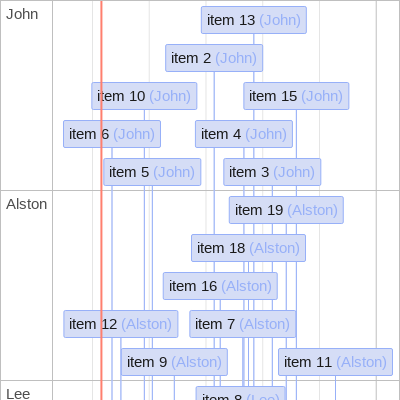 John
item 13 (John)
item 2 (John)
item 10 (John)
item 15 (John)
item 6 (John)
item 4 (John)
item 5 (John)
item 3 (John)
Alston
item 19 (Alston)
item 18 (Alston)
item 16 (Alston)
item 12 (Alston)
item 7 (Alston)
item 9 (Alston)
item 11 (Alston)
Lee
item 8 (Lee)